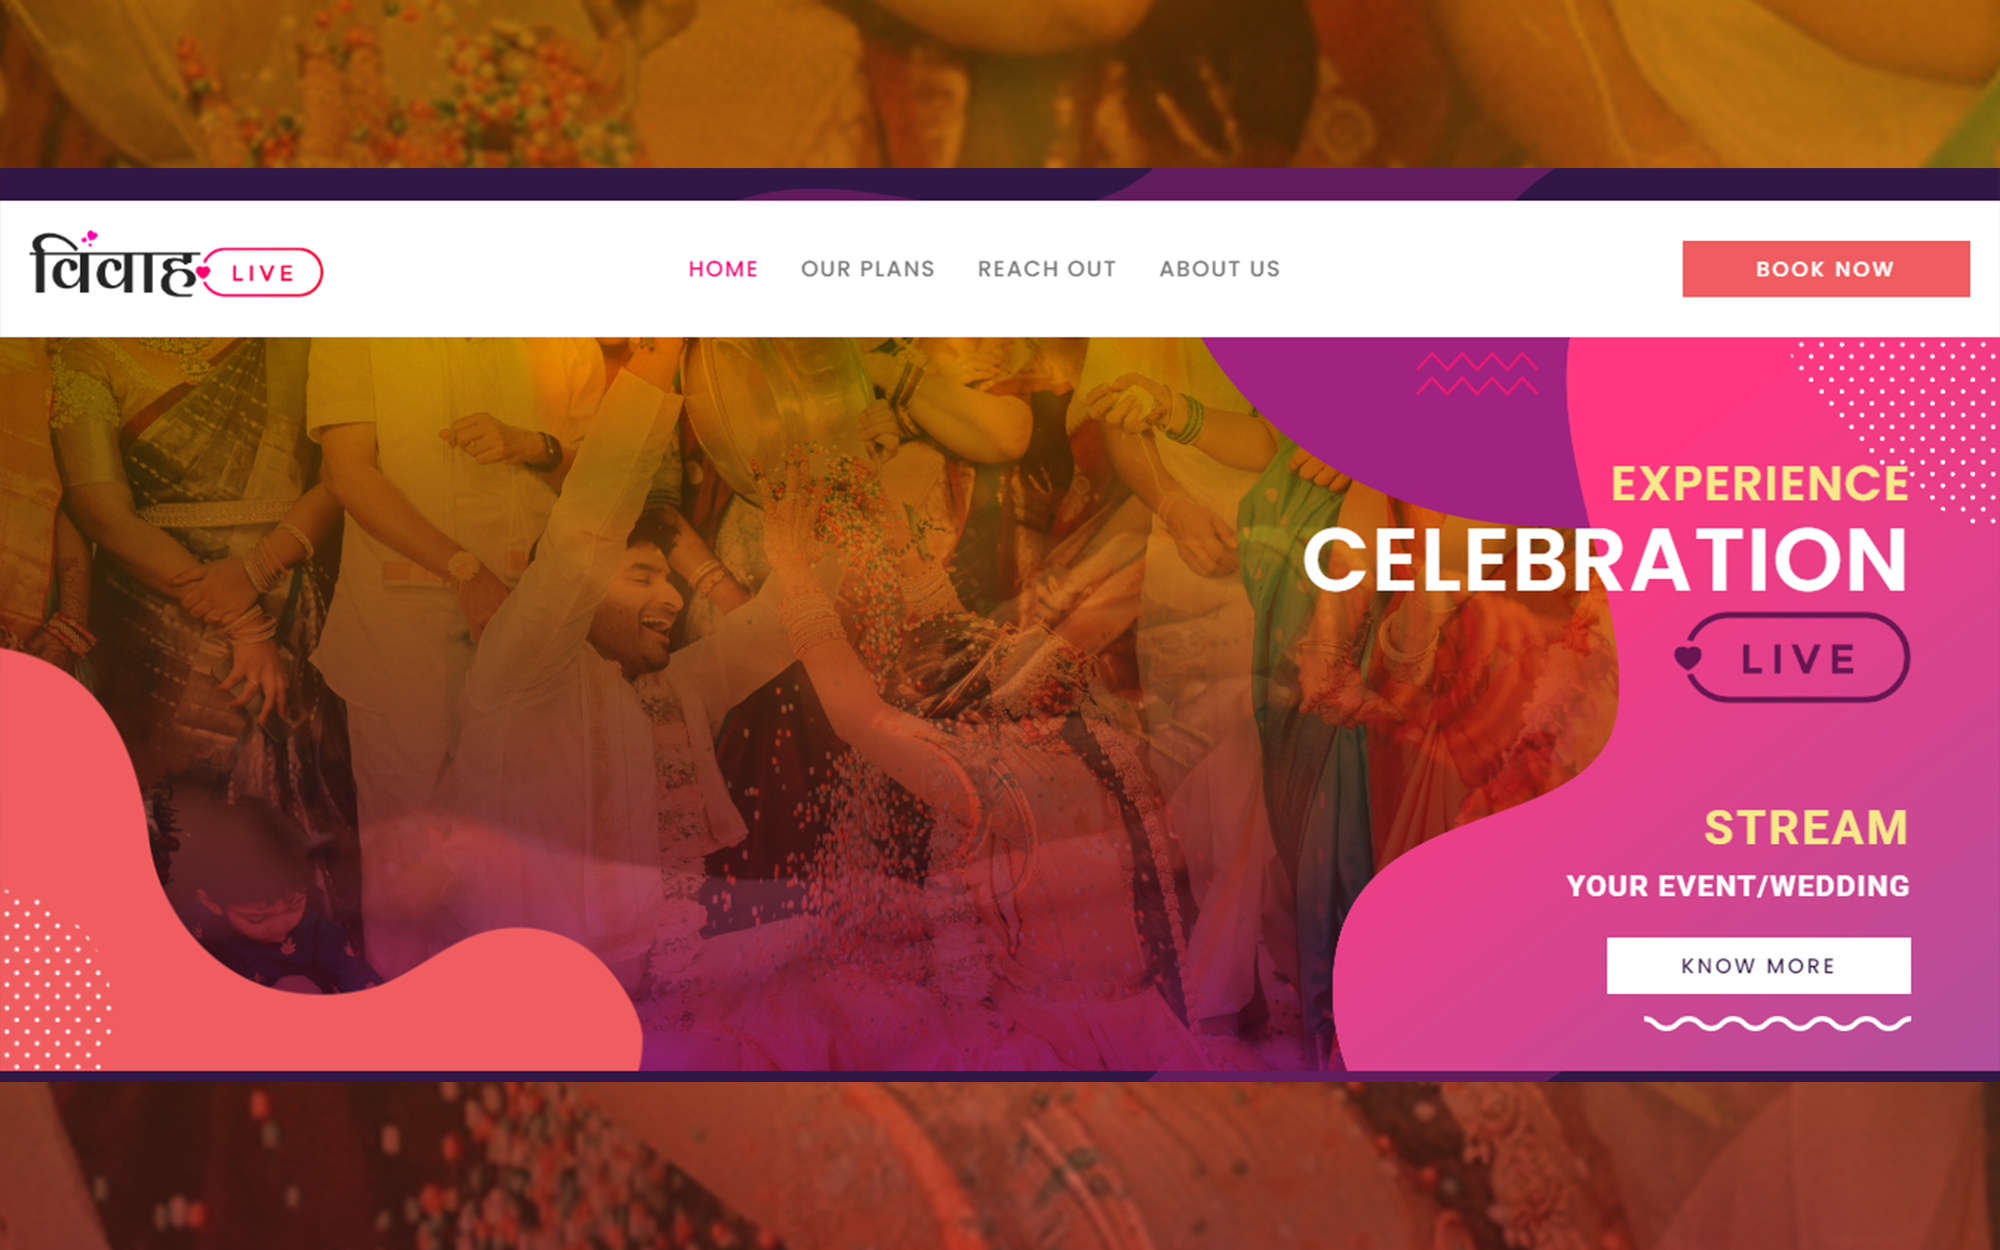 विवाह LIVE
HOME OUR PLANS REACH OUT ABOUT US
BOOK NOW
EXPERIENCE
CELEBRATION
LIVE
STREAM
YOUR EVENT/WEDDING
KNOW MORE